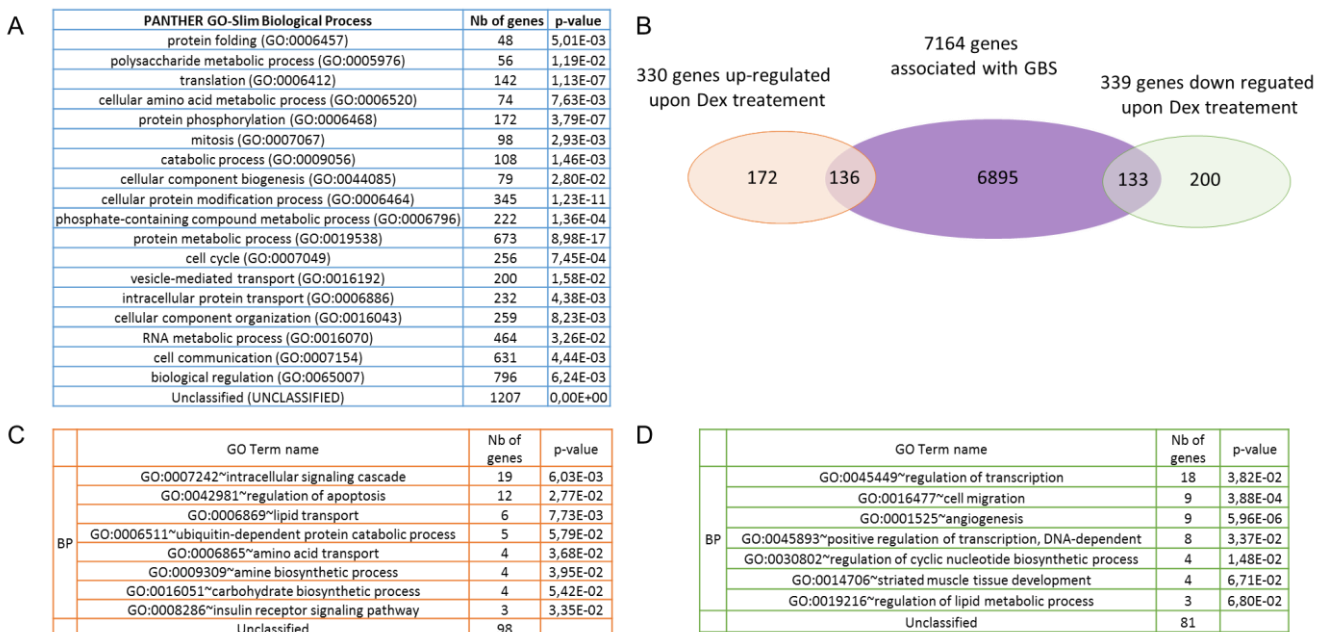 A
PANTHER GO-Slim Biological Process Nb of genes p-value
protein folding (GO:0006457) 48 5,01E-03
polysaccharide metabolic process (GO:0005976) 56 1,19E-02
translation (GO:0006412) 142 1,13E-07
cellular amino acid metabolic process (GO:0006520) 74 7,63E-03
protein phosphorylation (GO:0006468) 172 3,79E-07
mitosis (GO:0007067) 98 2,93E-03
catabolic process (GO:0009056) 108 1,46E-03
cellular component biogenesis (GO:0044085) 79 2,80E-02
cellular protein modification process (GO:0006464) 345 1,23E-11
phosphate-containing compound metabolic process (GO:0006796) 222 1,36E-04
protein metabolic process (GO:0019538) 673 8,98E-17
cell cycle (GO:0007049) 256 7,45E-04
vesicle-mediated transport (GO:0016192) 200 1,58E-02
intracellular protein transport (GO:0006886) 232 4,38E-03
cellular component organization (GO:0016043) 259 8,23E-03
RNA metabolic process (GO:0016070) 464 3,26E-02
cell communication (GO:0007154) 631 4,44E-03
biological regulation (GO:0065007) 796 6,24E-03
Unclassified (UNCLASSIFIED) 1207 0,00E+00
B
7164 genes
associated with GBS
330 genes up-regulated
upon Dex treatement
339 genes down reguated
upon Dex treatement
172 136 6895 133 200
C
GO Term name Nb of genes p-value
BP
GO:0007242~intracellular signaling cascade 19 6,03E-03
GO:0042981~regulation of apoptosis 12 2,77E-02
GO:0006869~lipid transport 6 7,73E-03
GO:0006511~ubiquitin-dependent protein catabolic process 5 5,79E-02
GO:0006865~amino acid transport 4 3,68E-02
GO:0009309~amine biosynthetic process 4 3,95E-02
GO:0016051~carbohydrate biosynthetic process 4 5,42E-02
GO:0008286~insulin receptor signaling pathway 3 3,35E-02
Unclassified 98
D
GO Term name Nb of genes p-value
BP
GO:0045449~regulation of transcription 18 3,82E-02
GO:0016477~cell migration 9 3,88E-04
GO:0001525~angiogenesis 9 5,96E-06
GO:0045893~positive regulation of transcription, DNA-dependent 8 3,37E-02
GO:0030802~regulation of cyclic nucleotide biosynthetic process 4 1,48E-02
GO:0014706~striated muscle tissue development 4 6,71E-02
GO:0019216~regulation of lipid metabolic process 3 6,80E-02
Unclassified 81